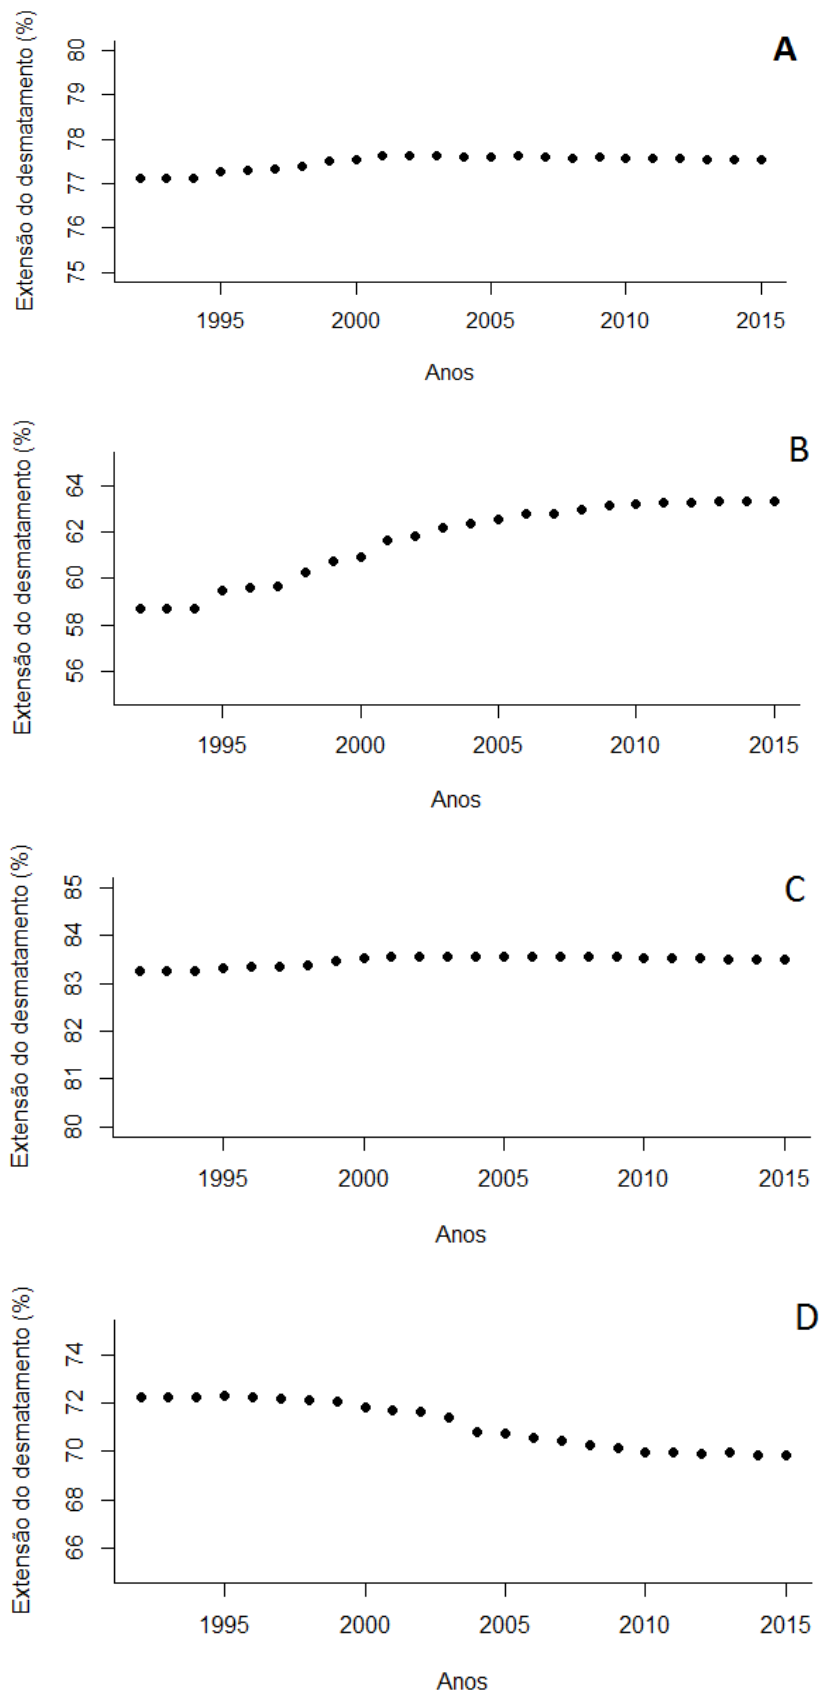 A
Extensão do desmatamento (%)
80
79
78
77
76
75
1995 2000 2005 2010 2015
Anos
B
Extensão do desmatamento (%)
64
62
60
58
56
1995 2000 2005 2010 2015
Anos
C
Extensão do desmatamento (%)
85
84
83
82
81
80
1995 2000 2005 2010 2015
Anos
D
Extensão do desmatamento (%)
74
72
70
68
66
1995 2000 2005 2010 2015
Anos